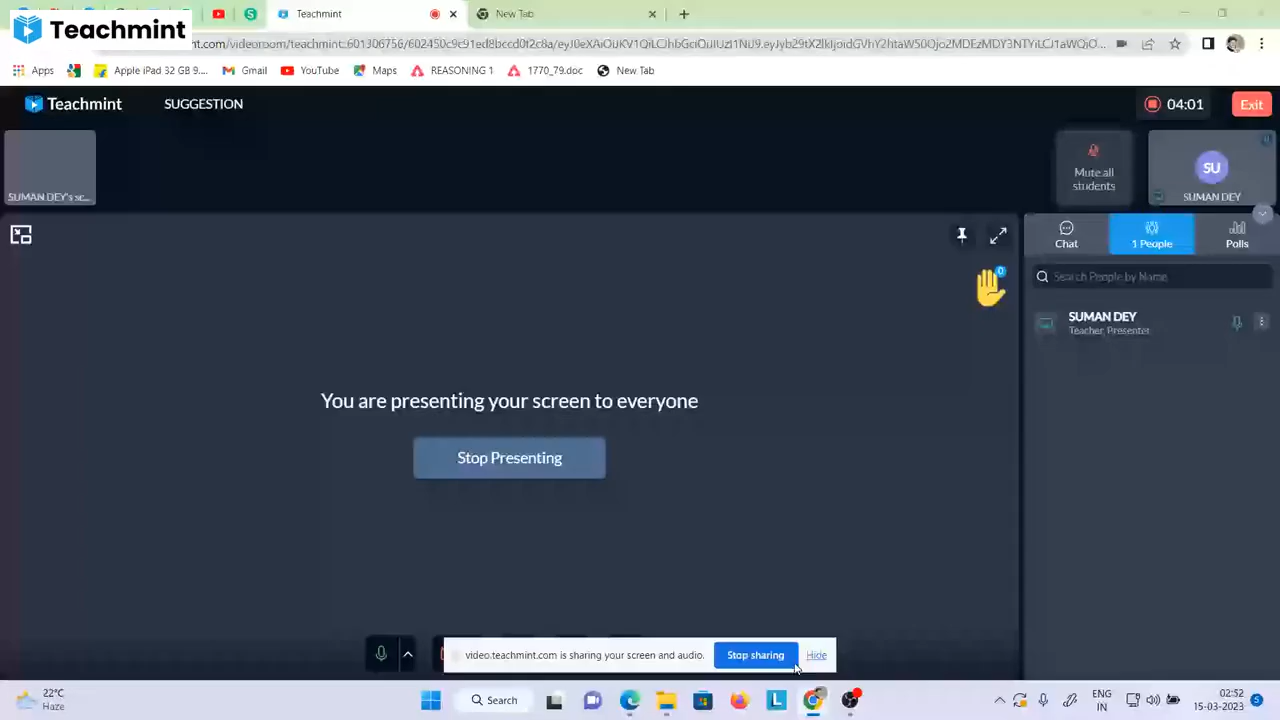 Teachmint
New Tab
Teachmint
Apps
Apple iPad 32 GB 9....
Gmail
YouTube
Maps
REASONING 1
1770_79.doc
New Tab
Teachmint
SUGGESTION
04:01
Exit
SUMAN DEY's sc...
Mute all
students
SU
SUMAN DEY
Chat
1 People
Polls
0
Search People by Name
SUMAN DEY
Teacher Presenter
You are presenting your screen to everyone
Stop Presenting
video.teachmint.com is sharing your screen and audio.
Stop sharing
Hide
22°C
Haze
Search
L
ENG
IN
02:52
15-03-2023
5